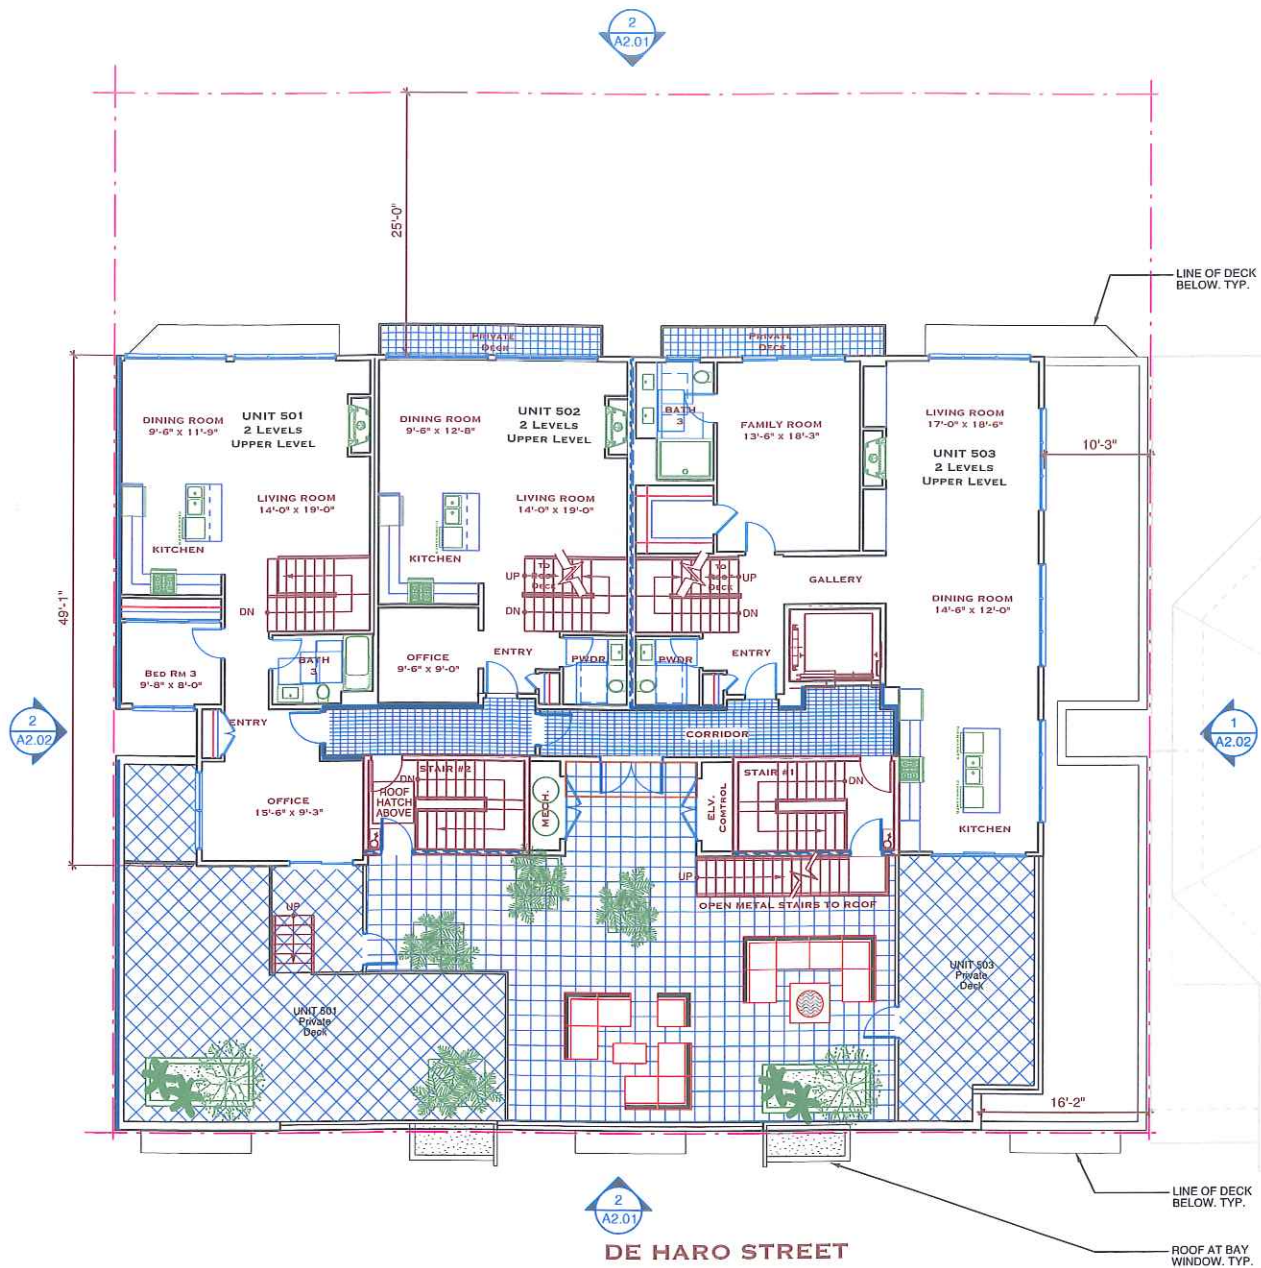 2
A2.01
25'-0"
LINE OF DECK
BELOW. TYP.
PRIVATE
DECK
PRIVATE
DECK
DINING ROOM
9'-6" X 11'-9"
UNIT 501
2 LEVELS
UPPER LEVEL
DINING ROOM
9'-6" X 12'-8"
UNIT 502
2 LEVELS
UPPER LEVEL
BATH
3
FAMILY ROOM
13'-6" X 18'-3"
LIVING ROOM
17'-0" X 18'-6"
UNIT 503
2 LEVELS
UPPER LEVEL
10'-3"
LIVING ROOM
14'-0" X 19'-0"
LIVING ROOM
14'-0" X 19'-0"
KITCHEN
KITCHEN
UP
TO
DECK
TO
DECK
UP
GALLERY
49'-1"
DN
DN
DN
DINING ROOM
14'-6" X 12'-0"
BED RM 3
9'-8" X 8'-0"
BATH
3
OFFICE
9'-6" X 9'-0"
ENTRY
PWDR
PWDR
ENTRY
2
A2.02
ENTRY
CORRIDOR
1
A2.02
STAIR #2
DN
ROOF
HATCH
ABOVE
MECH.
ELV.
COMTROL
STAIR #1
DN
OFFICE
15'-6" X 9'-3"
KITCHEN
UP
OPEN METAL STAIRS TO ROOF
UP
UNIT 501
Private
Deck
UNIT 503
Private
Deck
16'-2"
LINE OF DECK
BELOW. TYP.
2
A2.01
DE HARO STREET
ROOF AT BAY
WINDOW. TYP.